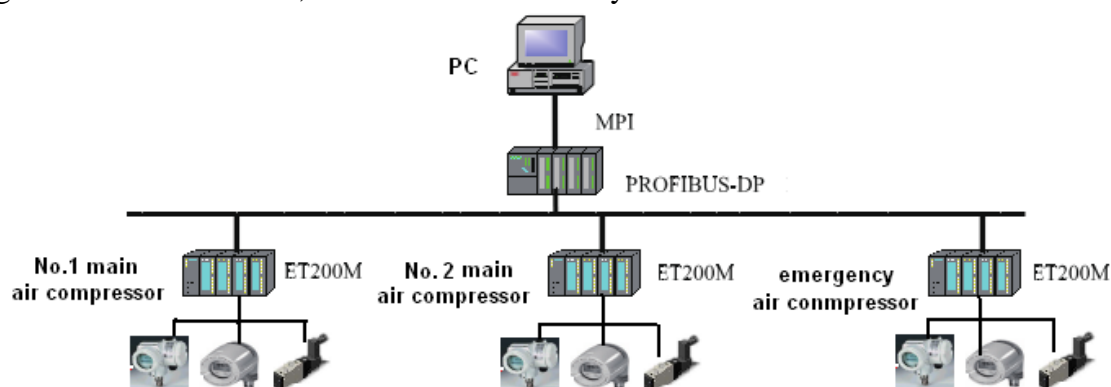 PC
MPI
PROFIBUS-DP
No.1 main
air compressor
ET200M
No. 2 main
air compressor
ET200M
emergency
air conmpressor
ET200M